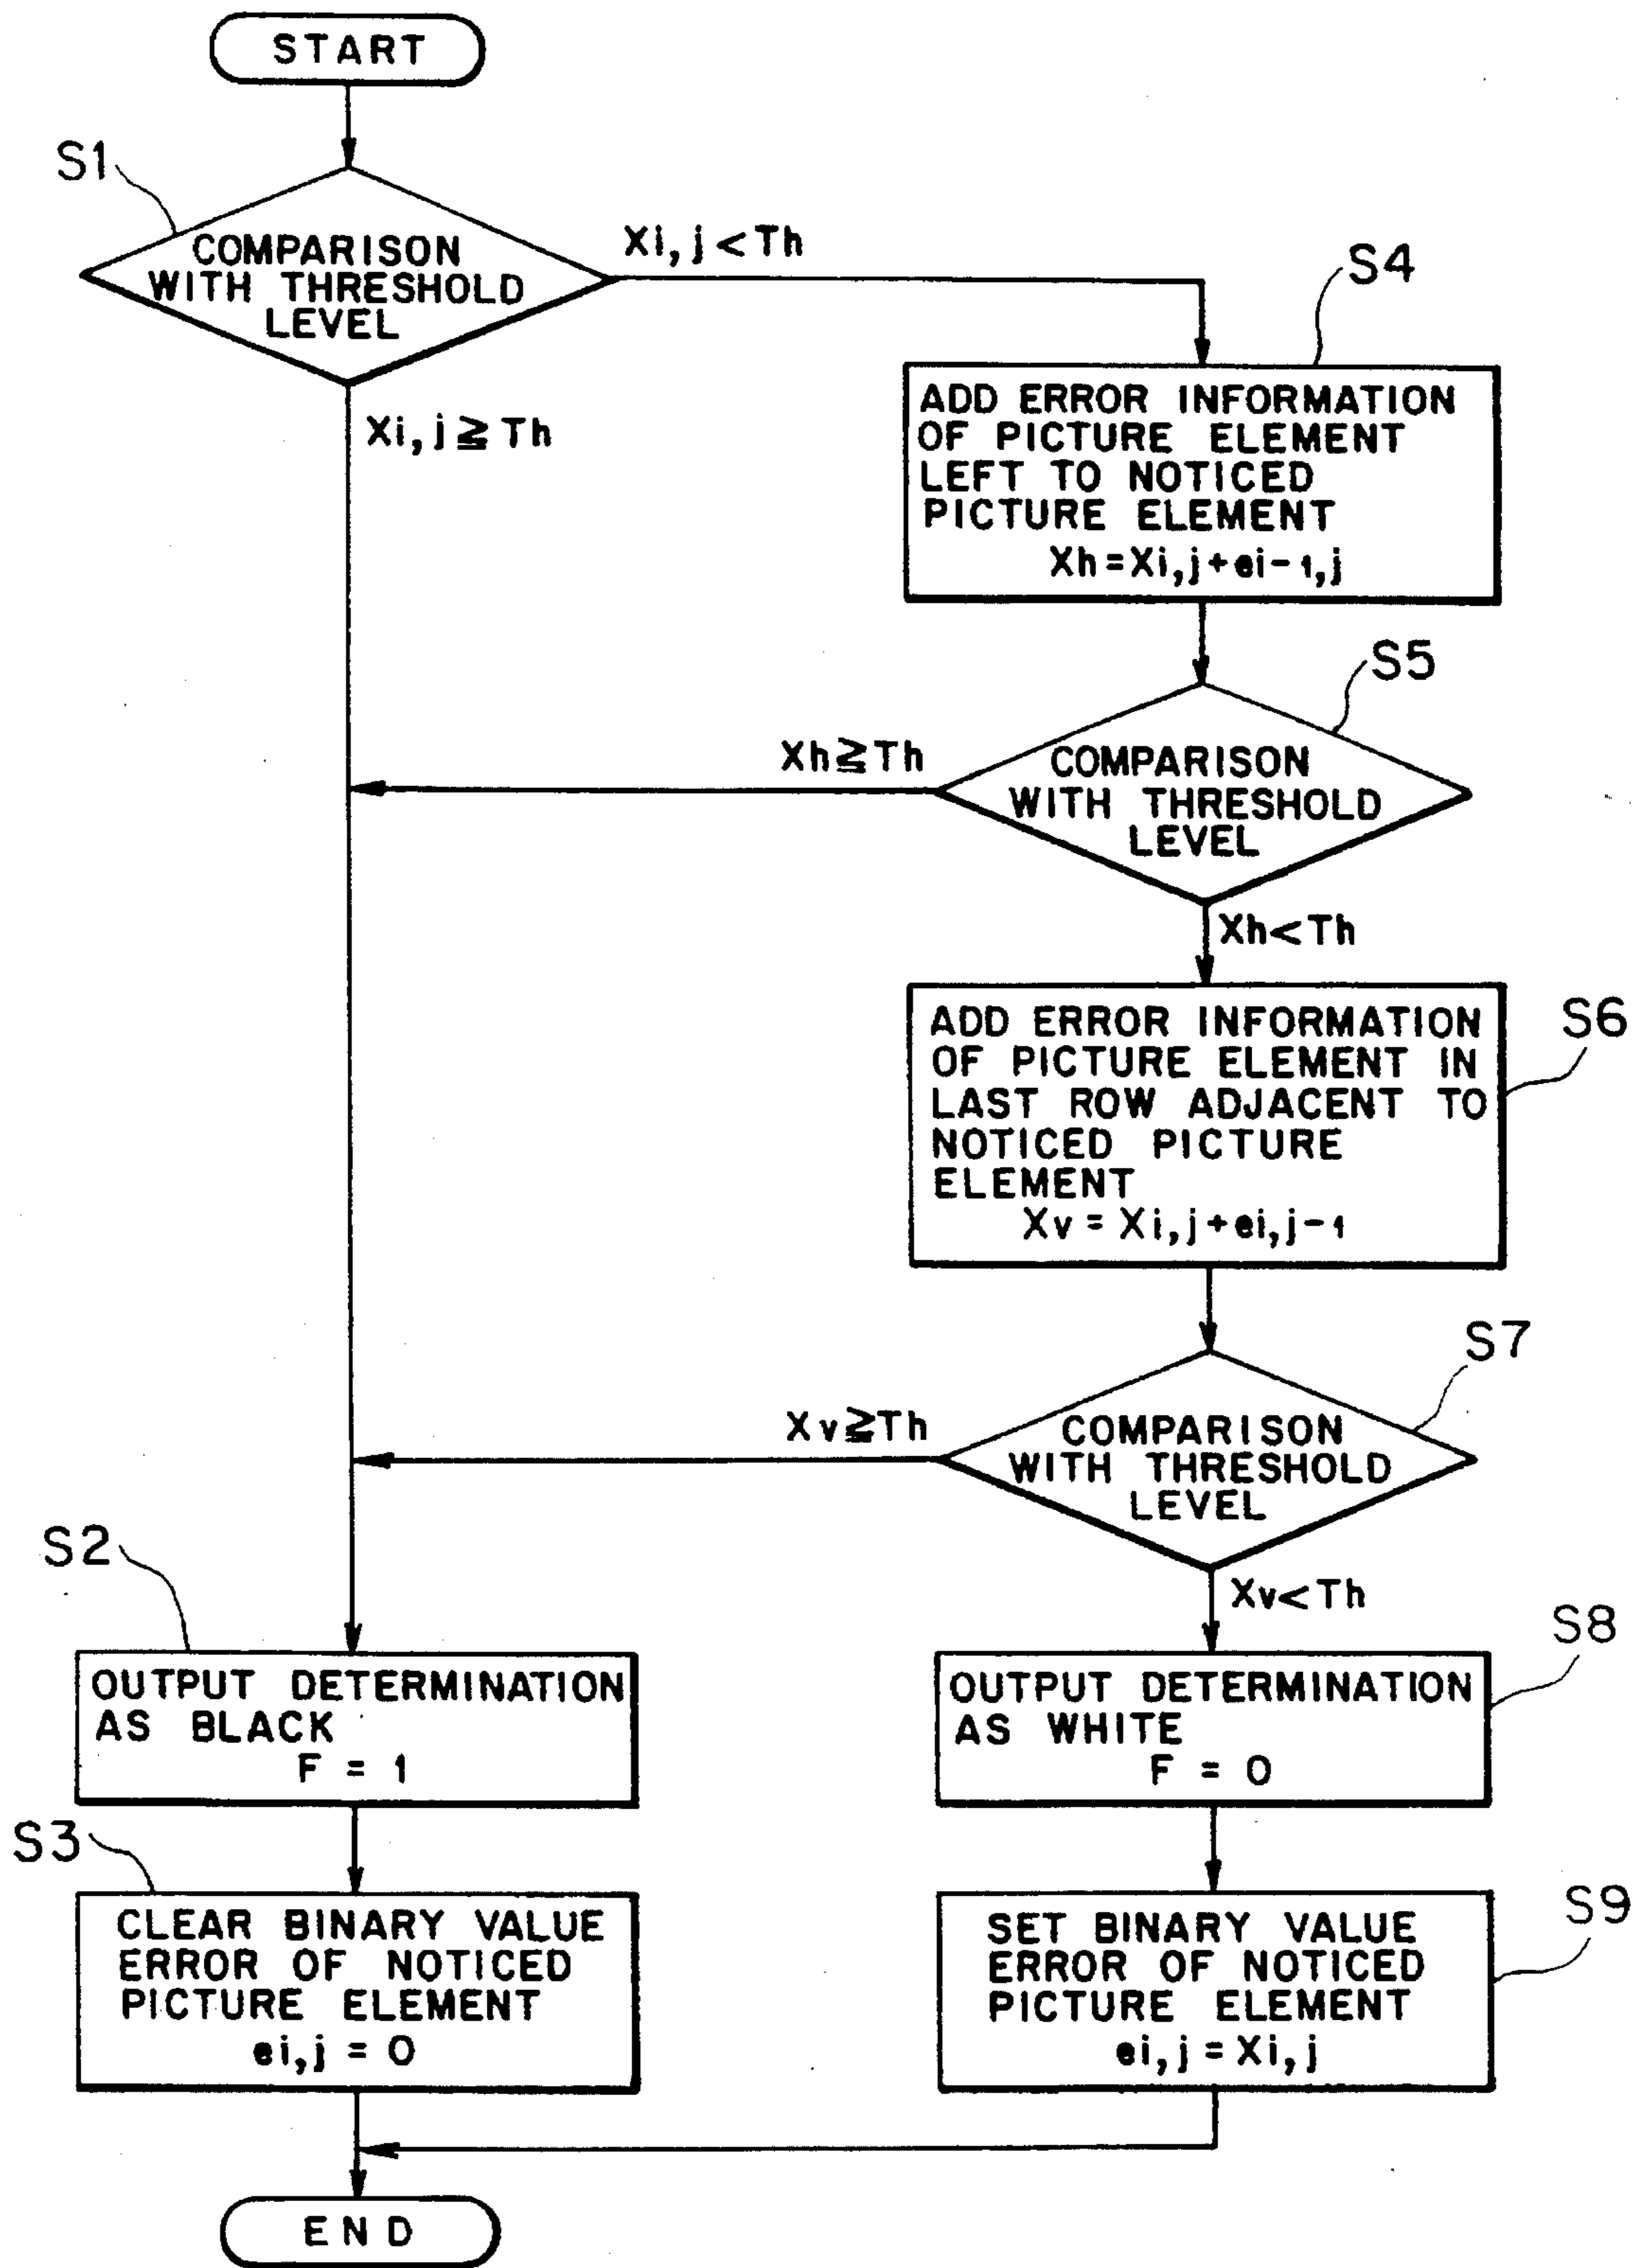 START
S1
COMPARISON
WITH THRESHOLD
LEVEL
Xi,j<Th
Xi,j≧Th
S4
ADD ERROR INFORMATION
OF PICTURE ELEMENT
LEFT TO NOTICED
PICTURE ELEMENT
Xh=Xi,j+ei-1,j
S5
COMPARISON
WITH THRESHOLD
LEVEL
Xh≧Th
Xh<Th
S6
ADD ERROR INFORMATION
OF PICTURE ELEMENT IN
LAST ROW ADJACENT TO
NOTICED PICTURE
ELEMENT
Xv = Xi,j+ei,j-1
S7
COMPARISON
WITH THRESHOLD
LEVEL
Xv≧Th
Xv<Th
S2
OUTPUT DETERMINATION
AS BLACK
F = 1
S8
OUTPUT DETERMINATION
AS WHITE
F = 0
S3
CLEAR BINARY VALUE
ERROR OF NOTICED
PICTURE ELEMENT
ei,j = 0
S9
SET BINARY VALUE
ERROR OF NOTICED
PICTURE ELEMENT
ei,j = Xi,j
END